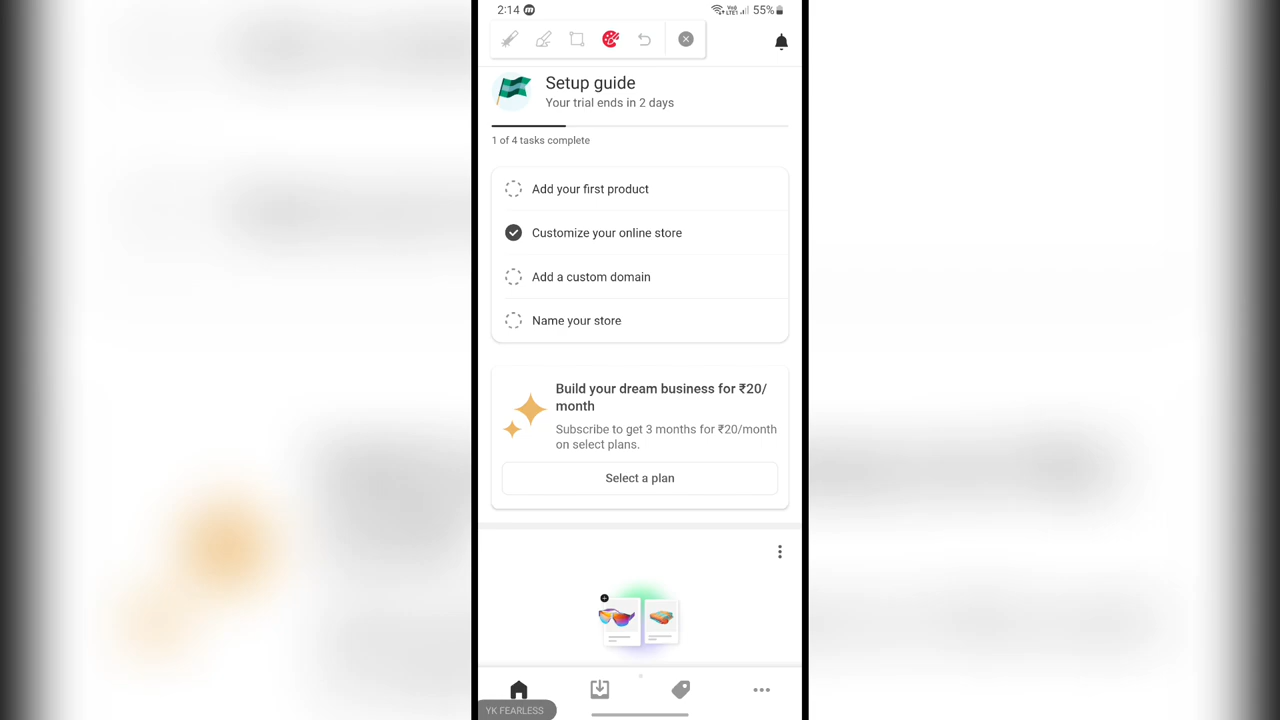 2:14
55%
Setup guide
Your trial ends in 2 days
1 of 4 tasks complete
Add your first product
Customize your online store
Add a custom domain
Name your store
Build your dream business for ₹20/
month
Subscribe to get 3 months for ₹20/month
on select plans.
Select a plan
YK FEARLESS